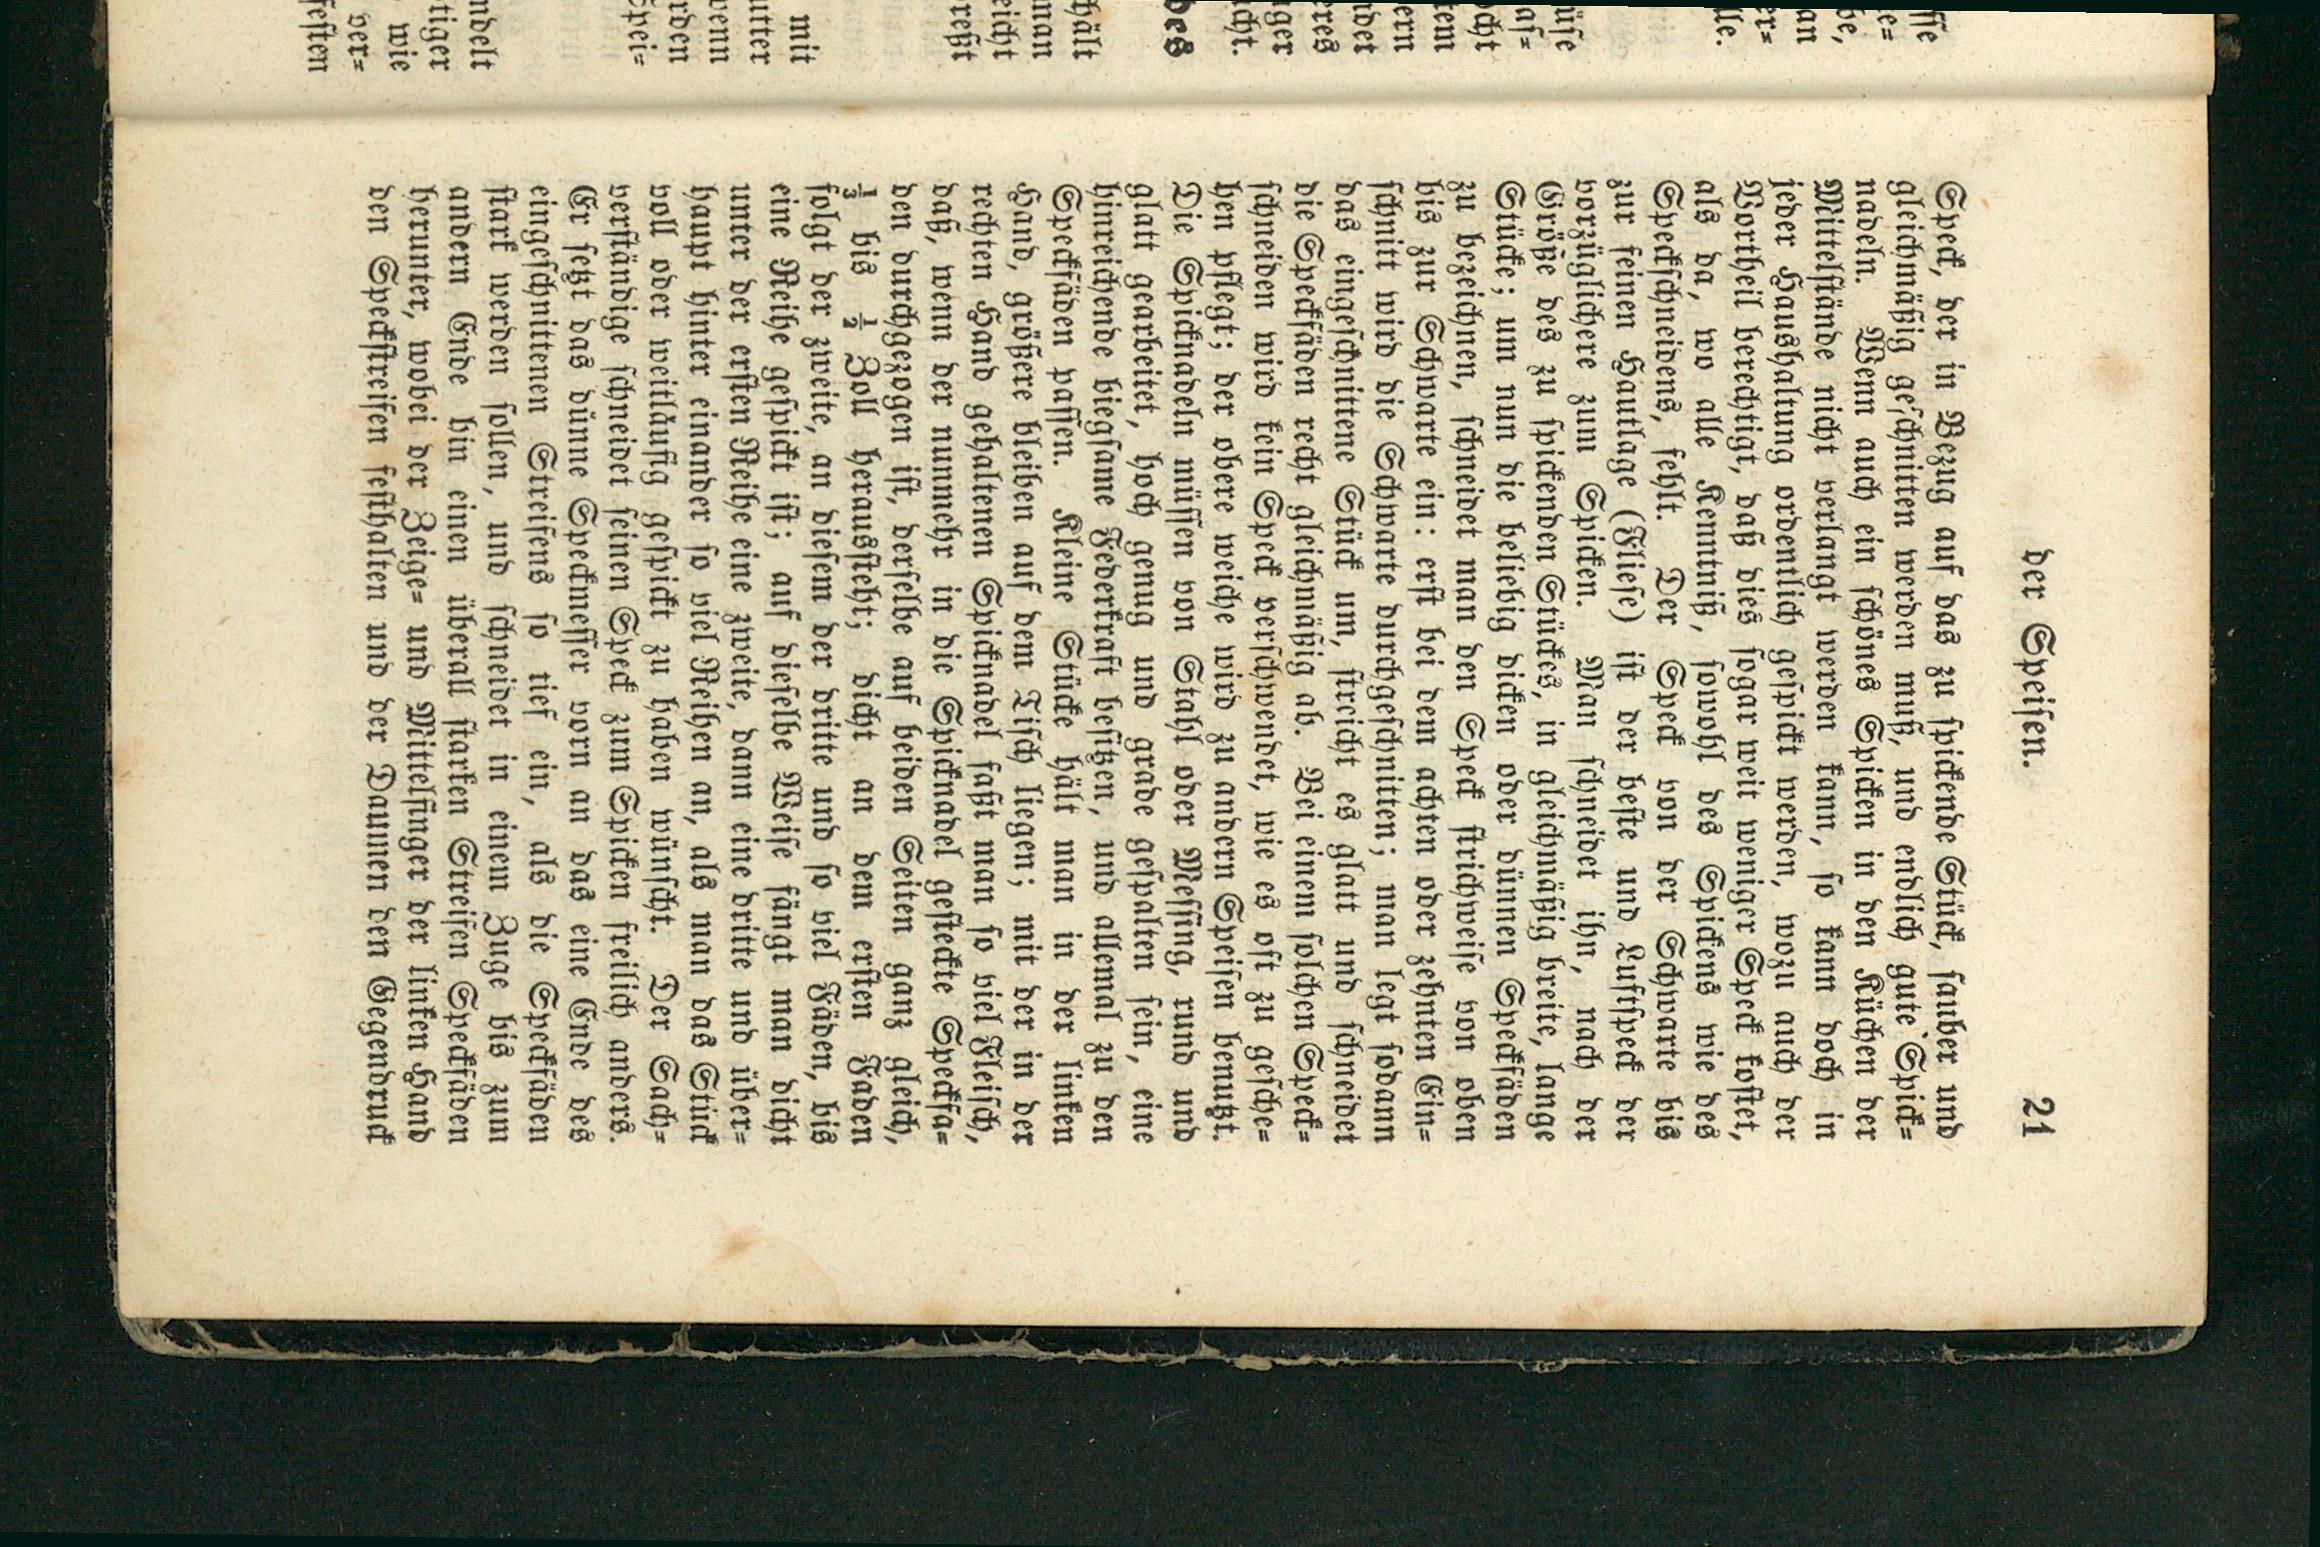 der Speiſen. 21
Speck, der in Bezug auf das zu ſpickende Stück, ſauber und
gleichmäßig geſchnitten werden muß, und endlich gute Spick=
nadeln. Wenn auch ein ſchönes Spicken in den Küchen der
Mittelſtände nicht verlangt werden kann, ſo kann doch in
jeder Haushaltung ordentlich geſpickt werden, wozu auch der
Vortheil berechtigt, daß dies ſogar weit weniger Speck koſtet,
als da, wo alle Kenntniß, ſowohl des Spickens wie des
Speckſchneidens, fehlt. Der Speck von der Schwarte bis
zur feinen Hautlage (Flieſe) iſt der beſte und Luftſpeck der
vorzüglichere zum Spicken. Man ſchneidet ihn, nach der
Größe des zu ſpickenden Stückes, in gleichmäßig breite, lange
Stücke; um nun die beliebig dicken oder dünnen Speckfäden
zu bezeichnen, ſchneidet man den Speck ſtrichweiſe von oben
bis zur Schwarte ein: erſt bei dem achten oder zehnten Ein=
ſchnitt wird die Schwarte durchgeſchnitten; man legt ſodann
das eingeſchnittene Stück um, ſtreicht es glatt und ſchneidet
die Speckfäden recht gleichmäßig ab. Bei einem ſolchen Speck=
ſchneiden wird kein Speck verſchwendet, wie es oft zu geſche=
hen pflegt; der obere weiche wird zu andern Speiſen benutzt.
Die Spicknadeln müſſen von Stahl oder Meſſing, rund und
glatt gearbeitet, hoch genug und grade geſpalten ſein, eine
hinreichende biegſame Federkraft beſitzen, und allemal zu den
Speckfäden paſſen. Kleine Stücke hält man in der linken
Hand, größere bleiben auf dem Tiſch liegen; mit der in der
rechten Hand gehaltenen Spicknadel faßt man ſo viel Fleiſch,
daß, wenn der nunmehr in die Spicknadel geſteckte Speckfa=
den durchgezogen iſt, derſelbe auf beiden Seiten ganz gleich,
⅓ bis ½ Zoll herausſteht; dicht an dem erſten Faden
folgt der zweite, an dieſem der dritte und ſo viel Fäden, bis
eine Reihe geſpickt iſt; auf dieſelbe Weiſe fängt man dicht
unter der erſten Reihe eine zweite, dann eine dritte und über=
haupt hinter einander ſo viel Reihen an, als man das Stück
voll oder weitläufig geſpickt zu haben wünſcht. Der Sach=
verſtändige ſchneidet ſeinen Speck zum Spicken freilich anders.
Er ſetzt das dünne Speckmeſſer vorn an das eine Ende des
eingeſchnittenen Streifens ſo tief ein, als die Speckfäden
ſtark werden ſollen, und ſchneidet in einem Zuge bis zum
andern Ende hin einen überall ſtarken Streifen Speckfäden
herunter, wobei der Zeige= und Mittelfinger der linken Hand
den Speckſtreifen feſthalten und der Daumen den Gegendruck